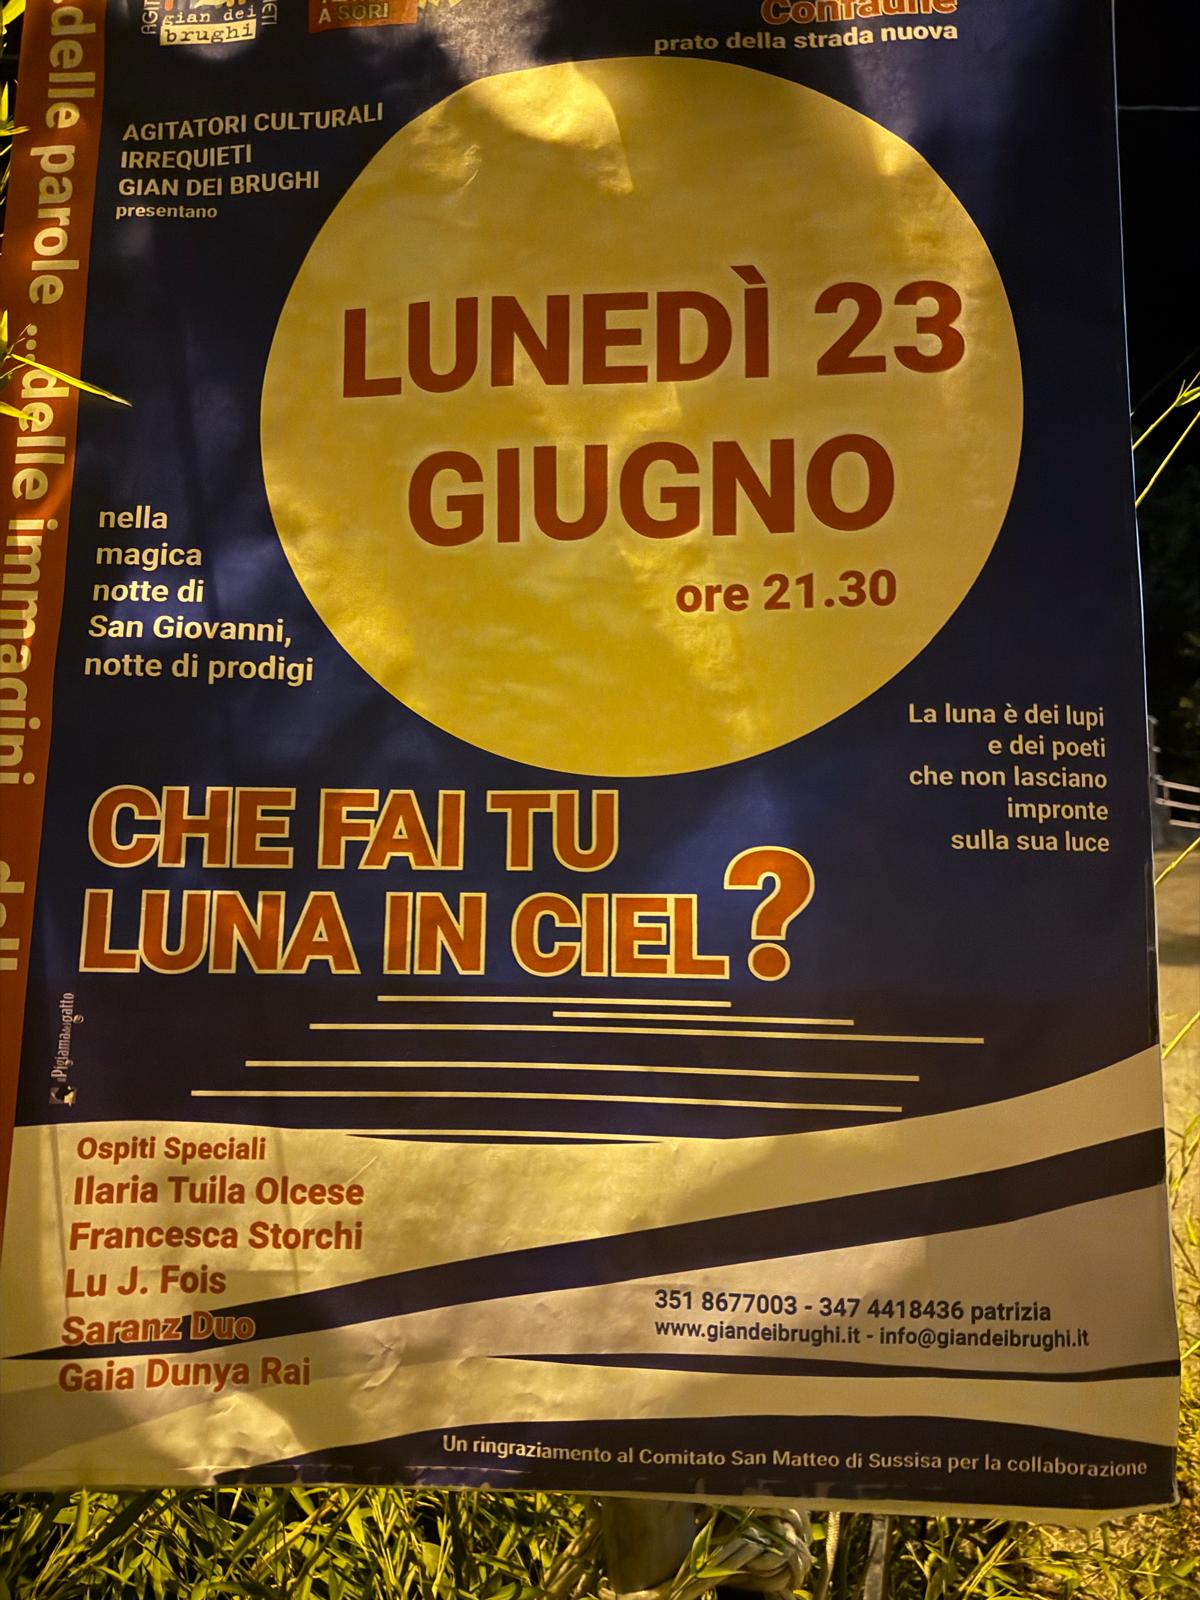 gian dei
brughi
A SORI
prato della strada nuova
AGITATORI CULTURALI
IRREQUIETI
GIAN DEI BRUGHI
presentano
LUNEDÌ 23
GIUGNO
ore 21.30
nella
magica
notte di
San Giovanni,
notte di prodigi
La luna è dei lupi
e dei poeti
che non lasciano
impronte
sulla sua luce
CHE FAI TU
LUNA IN CIEL?
il Pigiama del gatto
Ospiti Speciali
Ilaria Tuila Olcese
Francesca Storchi
Lu J. Fois
Saranz Duo
Gaia Dunya Rai
351 8677003 - 347 4418436 patrizia
www.giandeibrughi.it - info@giandeibrughi.it
Un ringraziamento al Comitato San Matteo di Sussisa per la collaborazione
delle parole ...delle immagini